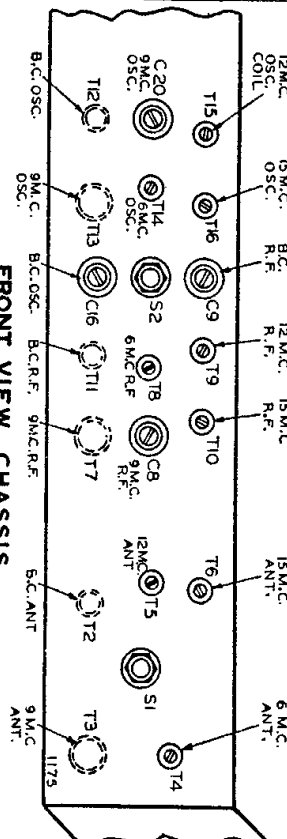 12 M.C.
OSC.
COIL
15 M.C.
OSC.
B.C.
R.F.
12 M.C.
R.F.
15 M.C
R.F.
15 M.C.
ANT.
6 M.C.
ANT.
T15
T16
C9
T9
T10
T6
T4
C20
9 M.C.
OSC.
T14
6 M.C.
OSC.
S2
T8
6 M.C R.F
C8
9 M.C.
R.F.
12 M.C.
ANT
T5
S1
T12
T13
C16
T11
T7
T2
T3
1175
B.C. OSC.
9 M.C.
OSC.
B.C. OSC.
B.C.R.F.
9 M.C.R.F.
B.C. ANT
9 M.C
ANT.
FRONT VIEW CHASSIS